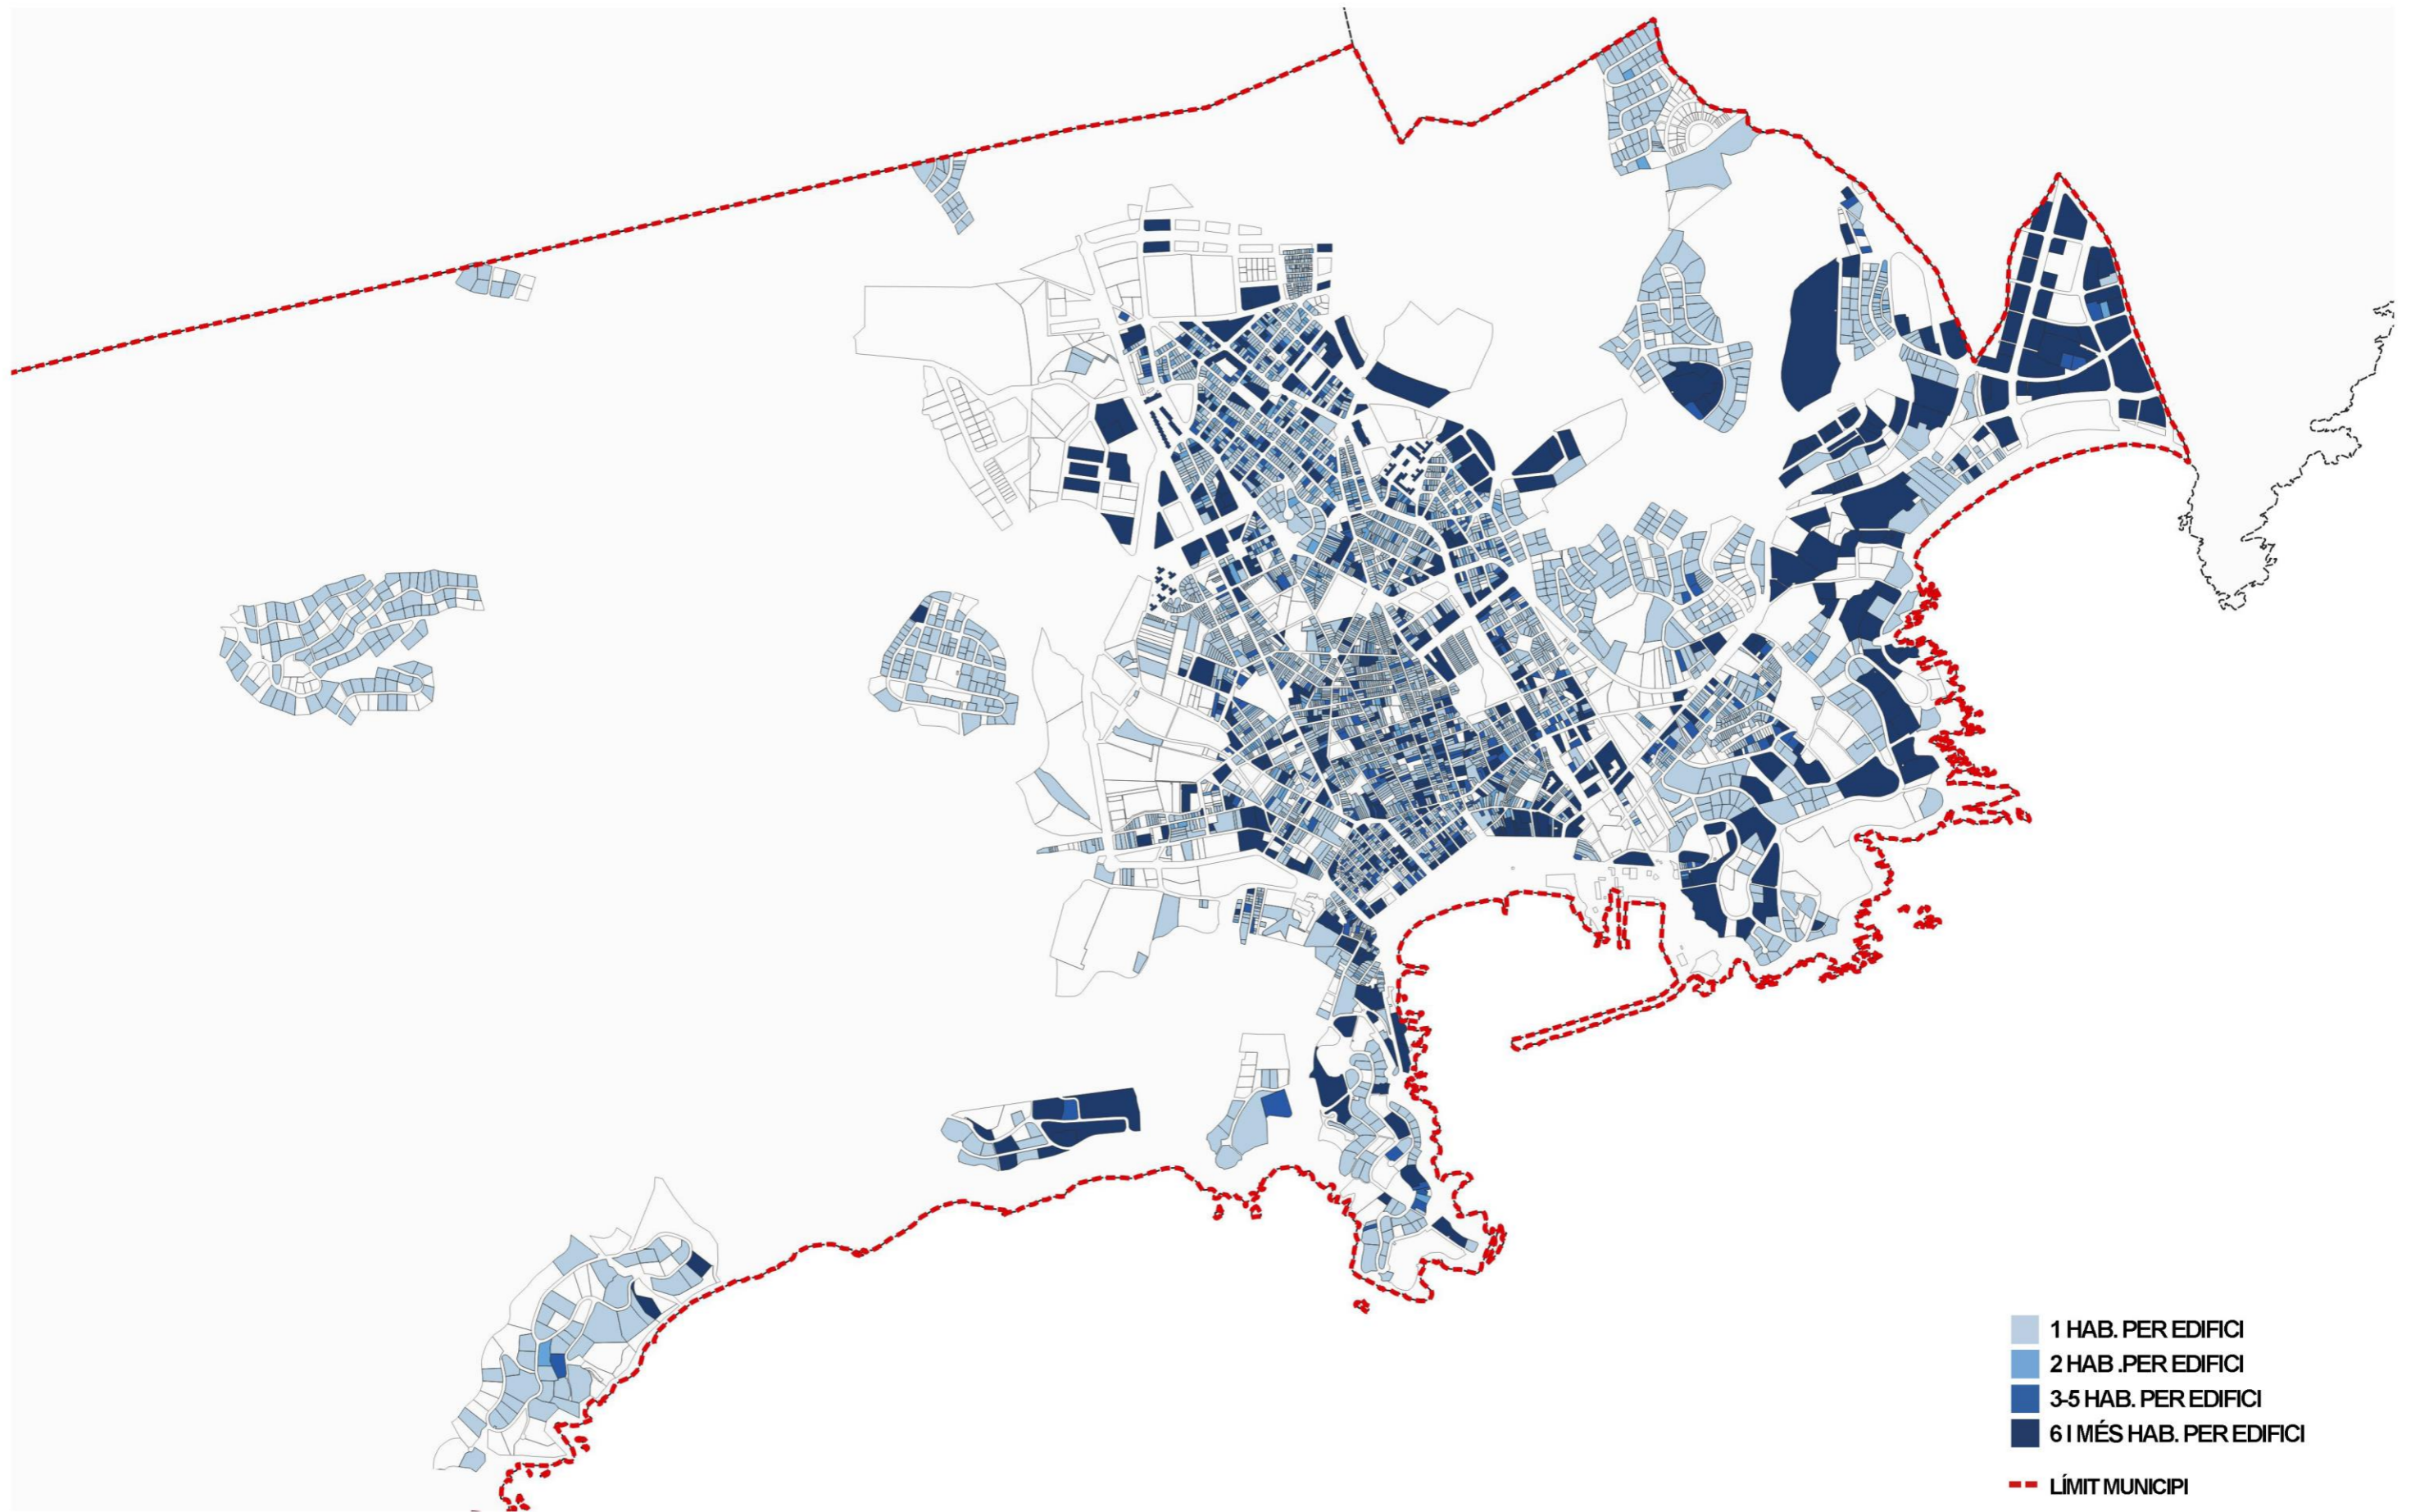 1 HAB. PER EDIFICI
2 HAB .PER EDIFICI
3-5 HAB. PER EDIFICI
6 I MÉS HAB. PER EDIFICI
LÍMIT MUNICIPI